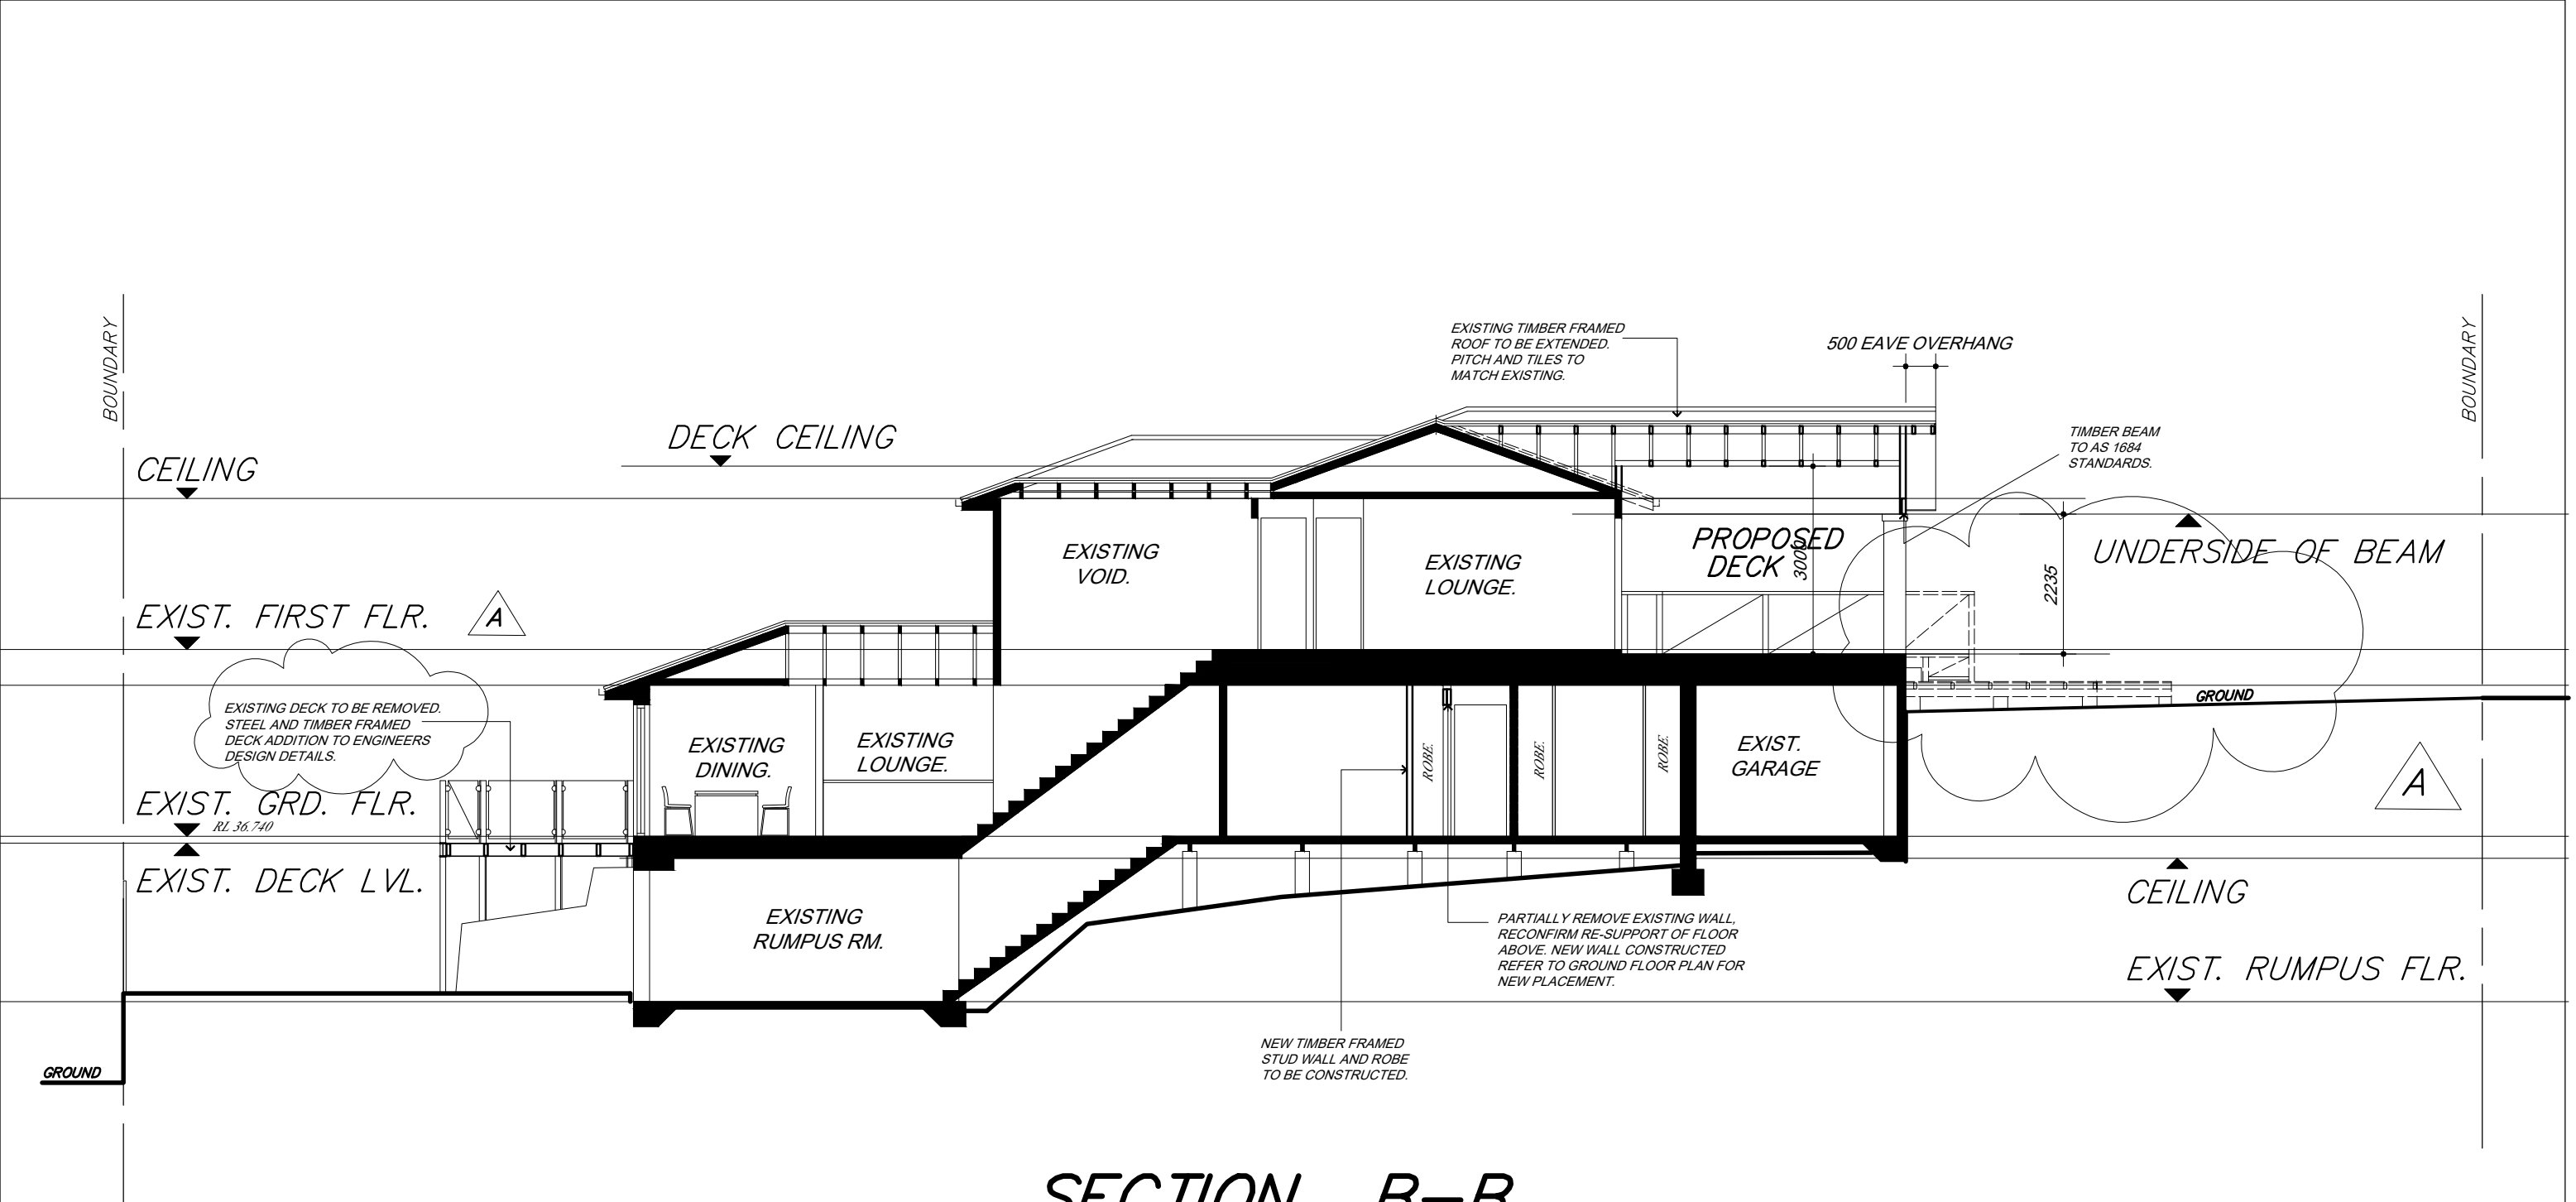 EXISTING TIMBER FRAMED
ROOF TO BE EXTENDED.
PITCH AND TILES TO
MATCH EXISTING.
500 EAVE OVERHANG
BOUNDARY
BOUNDARY
DECK CEILING
CEILING
TIMBER BEAM
TO AS 1684
STANDARDS.
EXISTING
VOID.
EXISTING
LOUNGE.
PROPOSED
DECK
3000
2235
UNDERSIDE OF BEAM
EXIST. FIRST FLR.
A
EXISTING DECK TO BE REMOVED.
STEEL AND TIMBER FRAMED
DECK ADDITION TO ENGINEERS
DESIGN DETAILS.
EXISTING
DINING.
EXISTING
LOUNGE.
ROBE.
ROBE.
ROBE.
EXIST.
GARAGE
GROUND
A
EXIST. GRD. FLR.
RL 36.740
EXIST. DECK LVL.
CEILING
EXISTING
RUMPUS RM.
PARTIALLY REMOVE EXISTING WALL,
RECONFIRM RE-SUPPORT OF FLOOR
ABOVE. NEW WALL CONSTRUCTED
REFER TO GROUND FLOOR PLAN FOR
NEW PLACEMENT.
EXIST. RUMPUS FLR.
NEW TIMBER FRAMED
STUD WALL AND ROBE
TO BE CONSTRUCTED.
GROUND
SECTION B-B